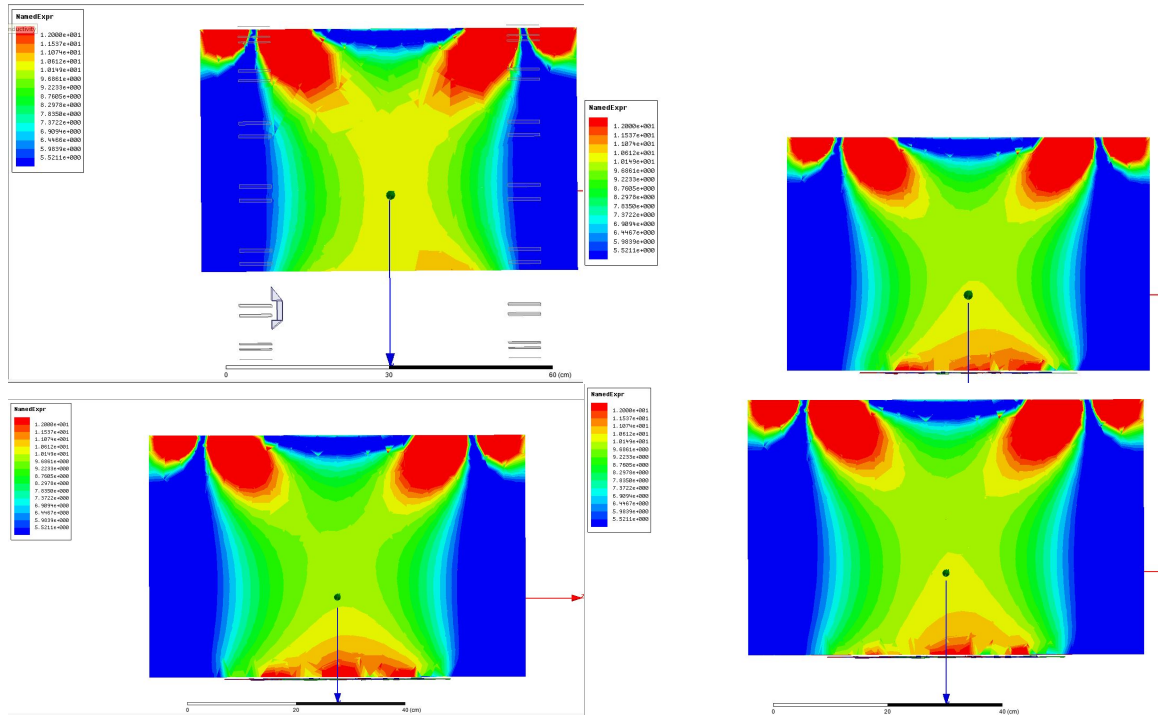 NamedExpr
nductivity
1.2000e+001
1.1537e+001
1.1074e+001
1.0612e+001
1.0149e+001
9.6861e+000
9.2233e+000
8.7605e+000
8.2978e+000
7.8350e+000
7.3722e+000
6.9094e+000
6.4466e+000
5.9839e+000
5.5211e+000
0
30
60 (cm)
NamedExpr
1.2000e+001
1.1537e+001
1.1074e+001
1.0612e+001
1.0149e+001
9.6861e+000
9.2233e+000
8.7605e+000
8.2978e+000
7.8350e+000
7.3722e+000
6.9094e+000
6.4467e+000
5.9839e+000
5.5211e+000
NamedExpr
1.2000e+001
1.1537e+001
1.1074e+001
1.0612e+001
1.0149e+001
9.6861e+000
9.2233e+000
8.7605e+000
8.2978e+000
7.8350e+000
7.3722e+000
6.9094e+000
6.4467e+000
5.9839e+000
5.5211e+000
0
20
40 (cm)
NamedExpr
1.2000e+001
1.1537e+001
1.1074e+001
1.0612e+001
1.0149e+001
9.6861e+000
9.2233e+000
8.7605e+000
8.2978e+000
7.8350e+000
7.3722e+000
6.9094e+000
6.4467e+000
5.9839e+000
5.5211e+000
0
20
40 (cm)